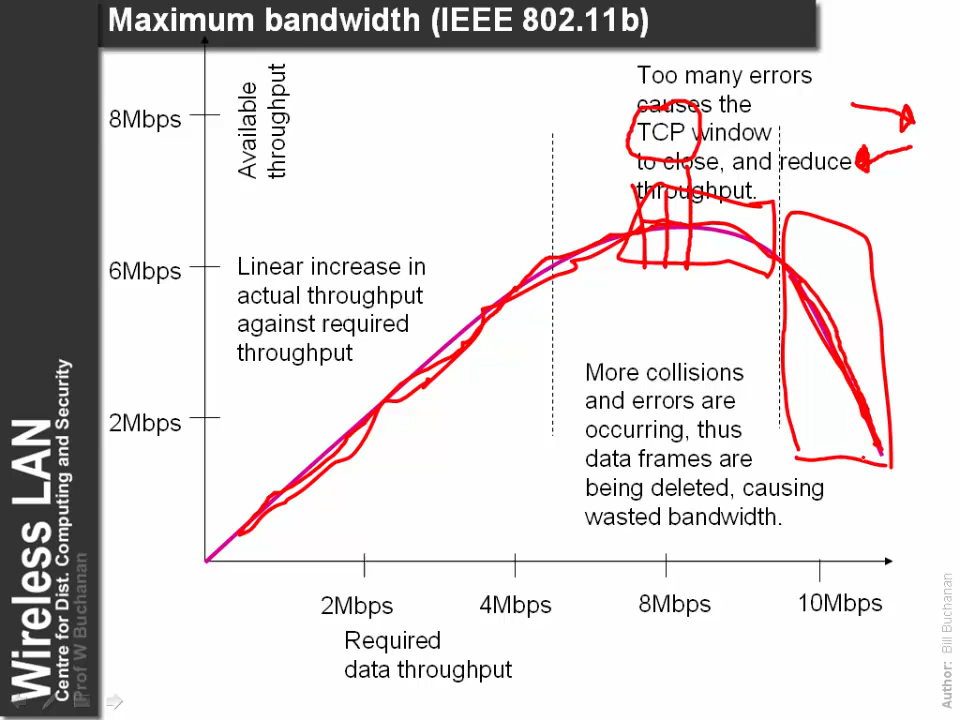 Maximum bandwidth (IEEE 802.11b)
Available
throughput
8Mbps
6Mbps
2Mbps
Too many errors
causes the
TCP window
to close, and reduce
throughput.
Linear increase in
actual throughput
against required
throughput
More collisions
and errors are
occurring, thus
data frames are
being deleted, causing
wasted bandwidth.
2Mbps
4Mbps
8Mbps
10Mbps
Required
data throughput
Wireless LAN
Centre for Dist. Computing and Security
Prof W Buchanan
Author: Bill Buchanan